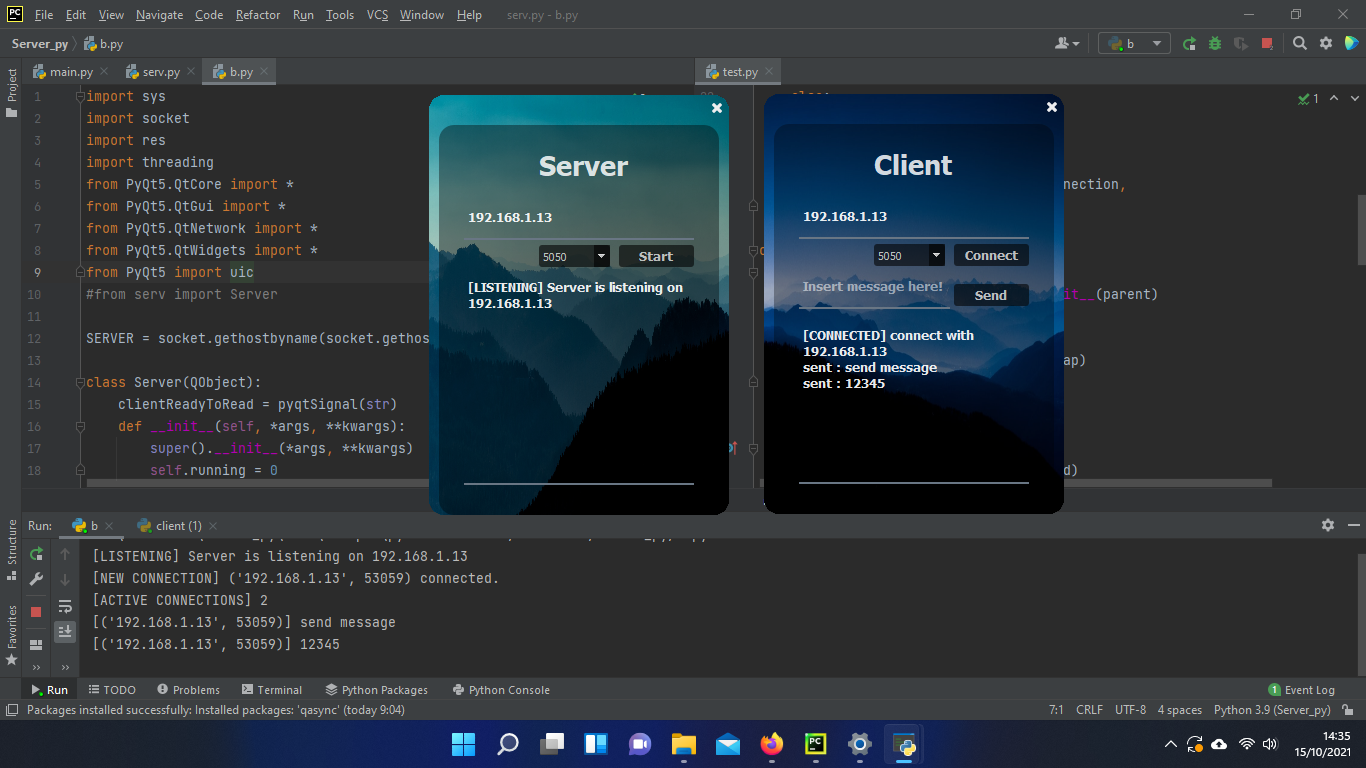 File Edit View Navigate Code Refactor Run Tools VCS Window Help serv.py - b.py
Server_py b.py
b
Project
main.py serv.py b.py
test.py
1 import sys
2 import socket
3 import res
4 import threading
5 from PyQt5.QtCore import *
6 from PyQt5.QtGui import *
7 from PyQt5.QtNetwork import *
8 from PyQt5.QtWidgets import *
9 from PyQt5 import uic
10 #from serv import Server
11
12 SERVER = socket.gethostbyname(socket.gethos
13
14 class Server(QObject):
15 clientReadyToRead = pyqtSignal(str)
16 def __init__(self, *args, **kwargs):
17 super().__init__(*args, **kwargs)
18 self.running = 0
Server
192.168.1.13
5050 Start
[LISTENING] Server is listening on
192.168.1.13
Client
192.168.1.13
5050 Connect
Insert message here! Send
[CONNECTED] connect with
192.168.1.13
sent : send message
sent : 12345
1
nection,
it__(parent)
ap)
d)
Structure
Favorites
Run: b client (1)
[LISTENING] Server is listening on 192.168.1.13
[NEW CONNECTION] ('192.168.1.13', 53059) connected.
[ACTIVE CONNECTIONS] 2
[('192.168.1.13', 53059)] send message
[('192.168.1.13', 53059)] 12345
Run TODO Problems Terminal Python Packages Python Console 1 Event Log
Packages installed successfully: Installed packages: 'qasync' (today 9:04) 7:1 CRLF UTF-8 4 spaces Python 3.9 (Server_py)
14:35
15/10/2021